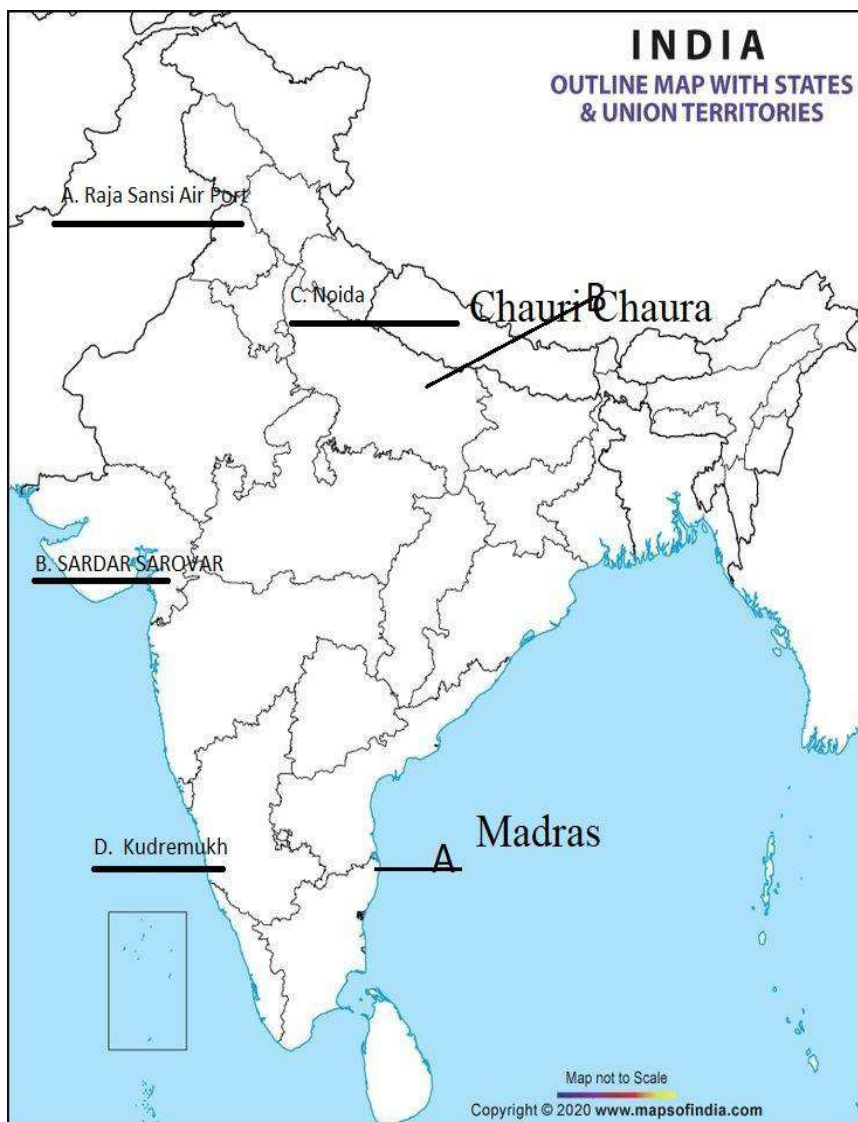 INDIA
OUTLINE MAP WITH STATES
& UNION TERRITORIES
A. Raja Sansi Air Port
C. Noida
B
Chauri Chaura
B. SARDAR SAROVAR
Madras
D. Kudremukh
A
Map not to Scale
Copyright © 2020 www.mapsofindia.com